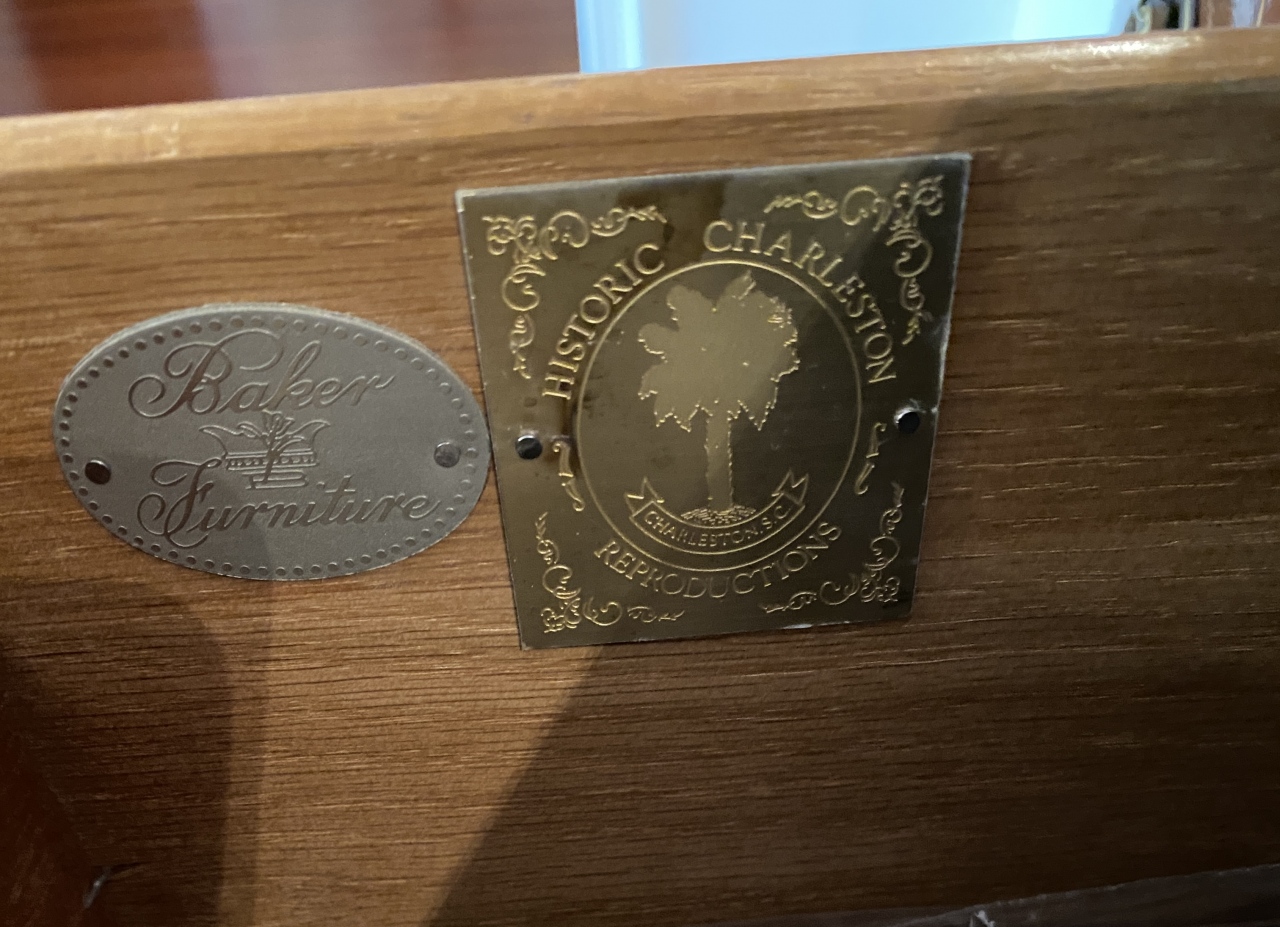 Baker
Furniture
HISTORIC CHARLESTON
CHARLESTON, S.C.
REPRODUCTIONS